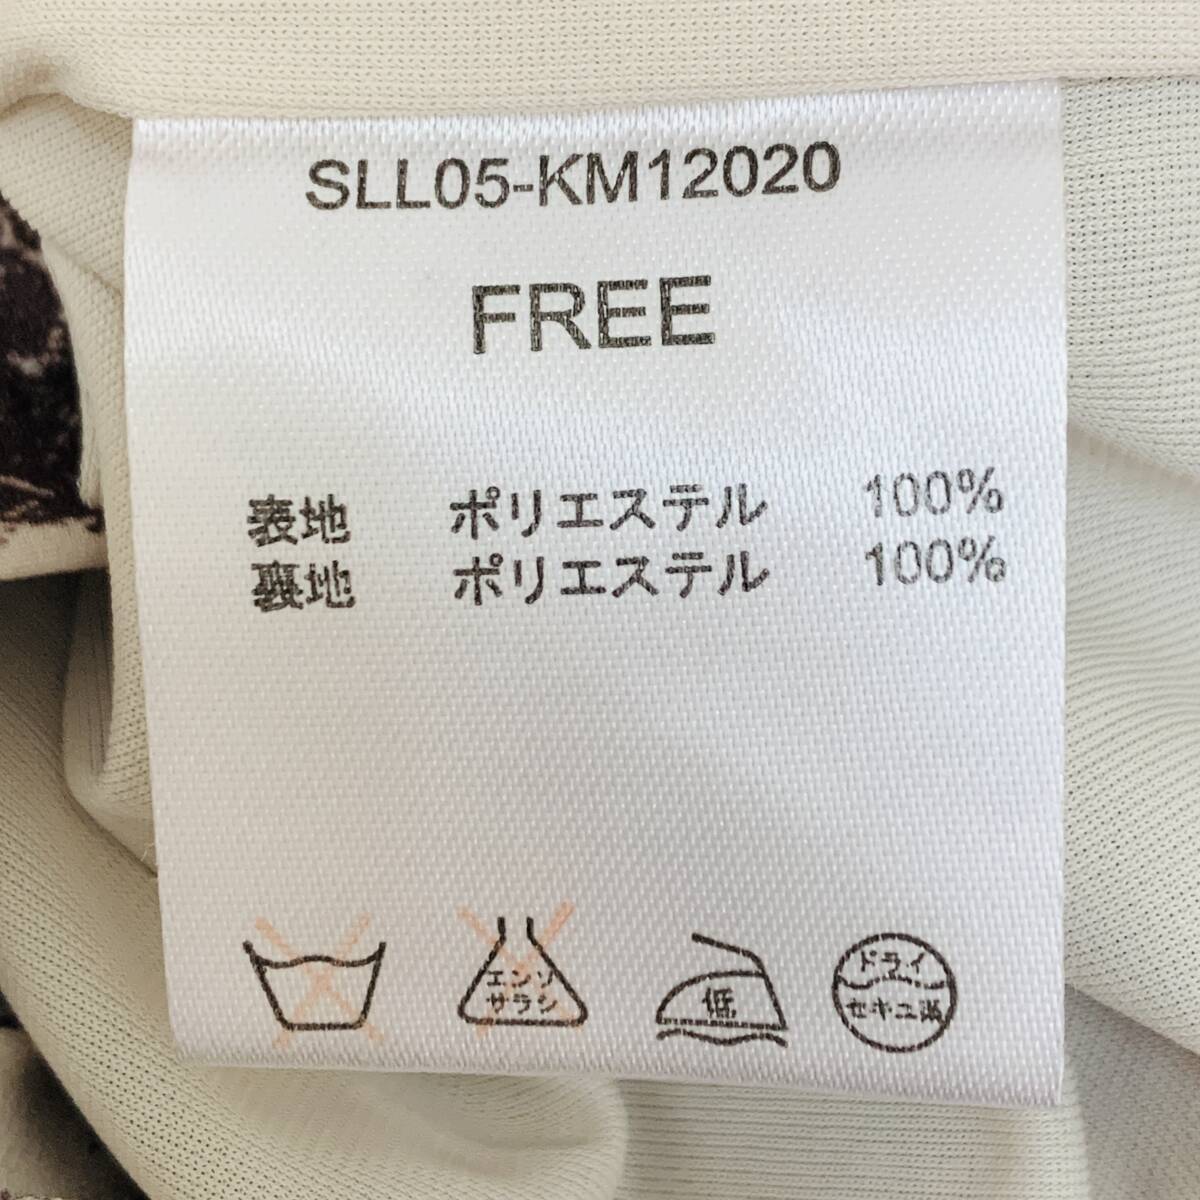 SLL05-KM12020
FREE
表地 ポリエステル 100%
裏地 ポリエステル 100%
エンソ
サラシ
低
ドライ
セキユ系